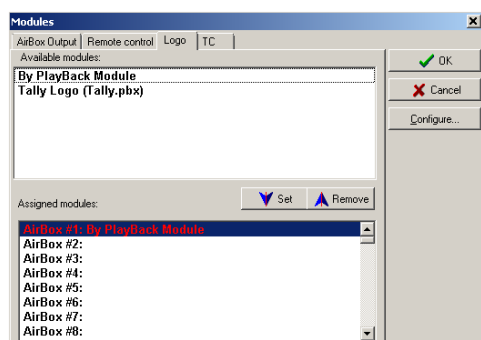 Modules
AirBox Output Remote control Logo TC
Available modules:
By PlayBack Module
Tally Logo (Tally.pbx)
OK
Cancel
Configure...
Assigned modules:
Set Remove
AirBox #1: By PlayBack Module
AirBox #2:
AirBox #3:
AirBox #4:
AirBox #5:
AirBox #6:
AirBox #7:
AirBox #8: